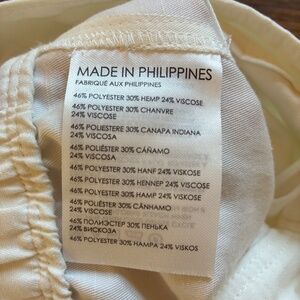 MADE IN PHILIPPINES
FABRIQUÉ AUX PHILIPPINES
46% POLYESTER 30% HEMP 24% VISCOSE
46% POLYESTER 30% CHANVRE
24% VISCOSE
46% POLIESTERE 30% CANAPA INDIANA
24% VISCOSA
46% POLIÉSTER 30% CÁÑAMO
24% VISCOSA
46% POLYESTER 30% HANF 24% VISKOSE
46% POLYESTER 30% HENNEP 24% VISCOSE
46% POLYESTER 30% HAMP 24% VISKOSE
46% POLIÉSTER 30% CÂNHAMO
24% VISCOSE
46% ПОЛИЭСТЕР 30% ПЕНЬКА
24% ВИСКОЗА
46% POLYESTER 30% HAMPA 24% VISKOS